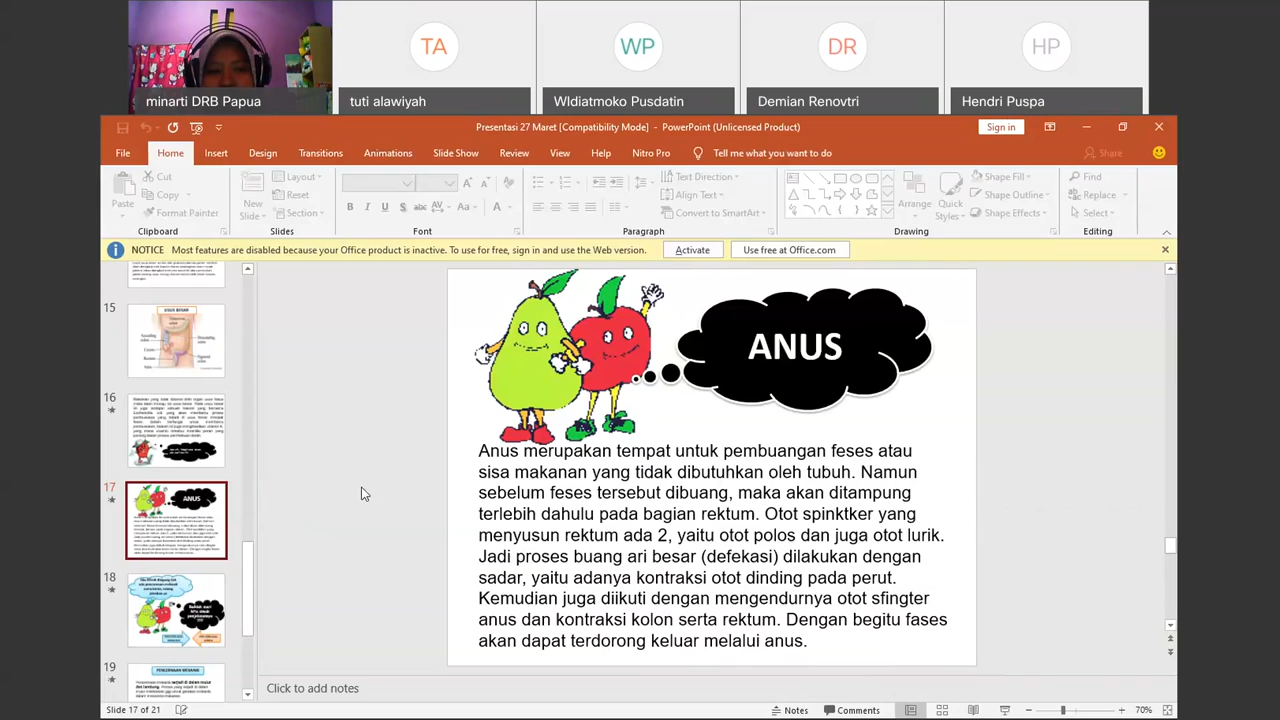 TA
WP
DR
HP
minarti DRB Papua
tuti alawiyah
WIdiatmoko Pusdatin
Demian Renovtri
Hendri Puspa
Presentasi 27 Maret [Compatibility Mode] - PowerPoint (Unlicensed Product)
Sign in
File Home Insert Design Transitions Animations Slide Show Review View Help Nitro Pro Tell me what you want to do Share
Paste
Cut
Copy
Format Painter
Clipboard
New Slide
Layout
Reset
Section
Slides
Font
Text Direction
Align Text
Convert to SmartArt
Paragraph
Arrange
Quick Styles
Shape Fill
Shape Outline
Shape Effects
Drawing
Find
Replace
Select
Editing
NOTICE Most features are disabled because your Office product is inactive. To use for free, sign in and use the Web version. Activate Use free at Office.com
15
16
17
ANUS
18
19
ANUS
Anus merupakan tempat untuk pembuangan feses atau
sisa makanan yang tidak dibutuhkan oleh tubuh. Namun
sebelum feses tersebut dibuang, maka akan ditampung
terlebih dahulu pada bagian rektum. Otot
menyusun anus ada 2, yaitu otot polos dan otot lurik.
Jadi proses buang air besar (defekasi) dilakukan dengan
sadar, yaitu adanya kontraksi otot dinding pada perut.
Kemudian juga diikuti dengan mengendurnya otot sfingter
anus dan kontraksi kolon serta rektum. Dengan begitu fases
akan dapat terdorong keluar melalui anus.
Click to add notes
Slide 17 of 21
Notes
Comments
70%